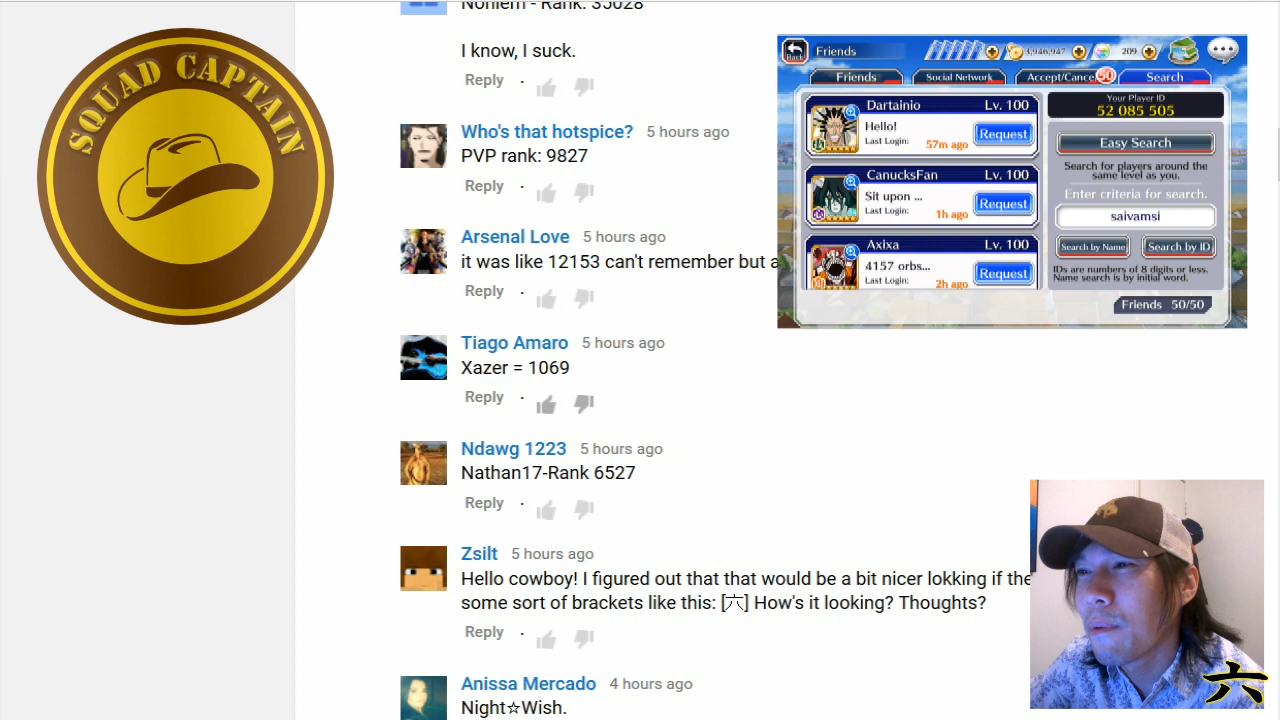 SQUAD CAPTAIN
Rank: 35028
I know, I suck.
Reply
Who's that hotspice? 5 hours ago
PVP rank: 9827
Reply
Arsenal Love 5 hours ago
it was like 12153 can't remember but
Reply
Tiago Amaro 5 hours ago
Xazer = 1069
Reply
Ndawg 1223 5 hours ago
Nathan17-Rank 6527
Reply
Zsilt 5 hours ago
Hello cowboy! I figured out that that would be a bit nicer lokking if the
some sort of brackets like this: [六] How's it looking? Thoughts?
Reply
Anissa Mercado 4 hours ago
Night☆Wish.
Back Friends 3,946,947 209
Friends Social Network Accept/Cance 50 Search
Dartainio Lv. 100
Hello!
Last Login: 57m ago
Request
CanucksFan Lv. 100
Sit upon ...
Last Login: 1h ago
Request
Axixa Lv. 100
4157 orbs...
Last Login: 2h ago
Request
Your Player ID
52 085 505
Easy Search
Search for players around the
same level as you.
Enter criteria for search.
saivamsi
Search by Name Search by ID
IDs are numbers of 8 digits or less.
Name search is by initial word.
Friends 50/50
六